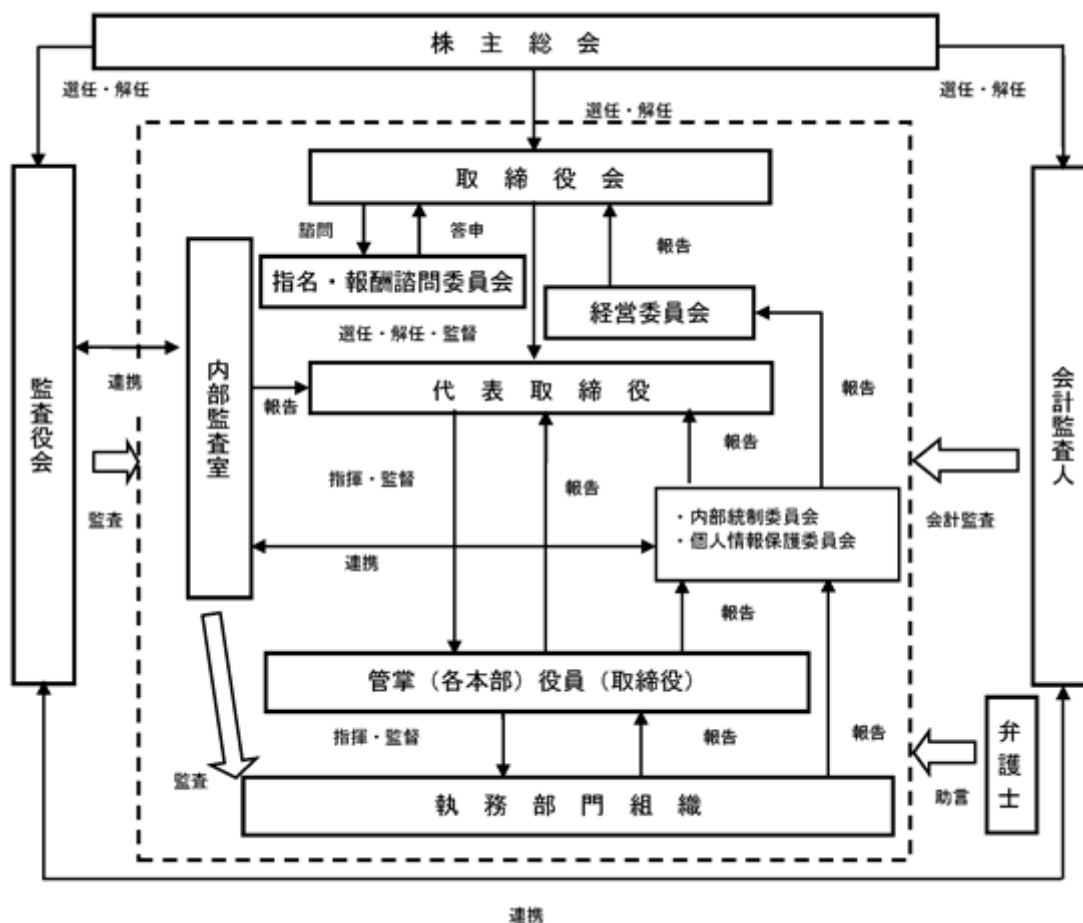 株主総会
選任・解任
選任・解任
選任・解任
取締役会
諮問
答申
報告
指名・報酬諮問委員会
経営委員会
選任・解任・監督
監査役会
連携
内部監査室
報告
代表取締役
報告
会計監査人
報告
監査
指揮・監督
報告
・内部統制委員会
・個人情報保護委員会
会計監査
連携
報告
管掌（各本部）役員（取締役）
指揮・監督
報告
報告
弁護士
監査
助言
執務部門組織
連携